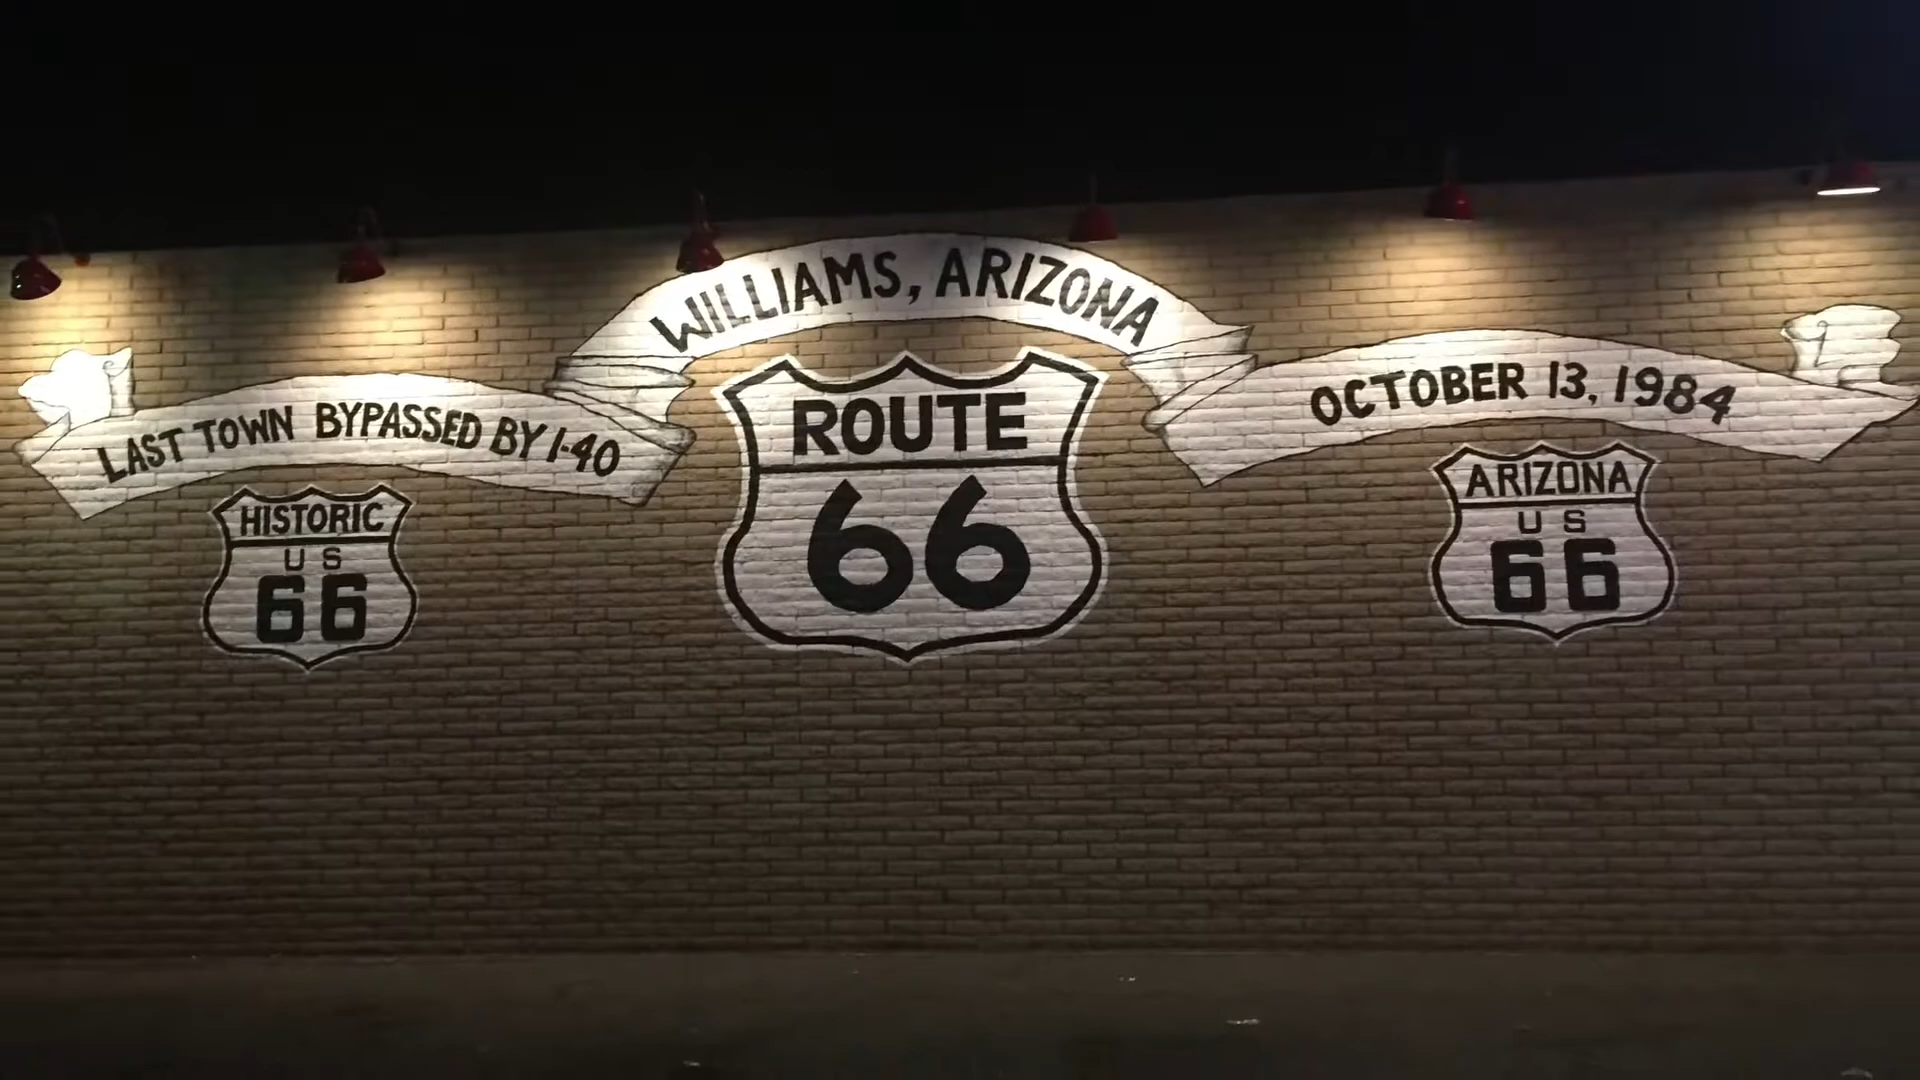 WILLIAMS, ARIZONA
LAST TOWN BYPASSED BY I-40
OCTOBER 13, 1984
HISTORIC
US
66
ROUTE
66
ARIZONA
US
66